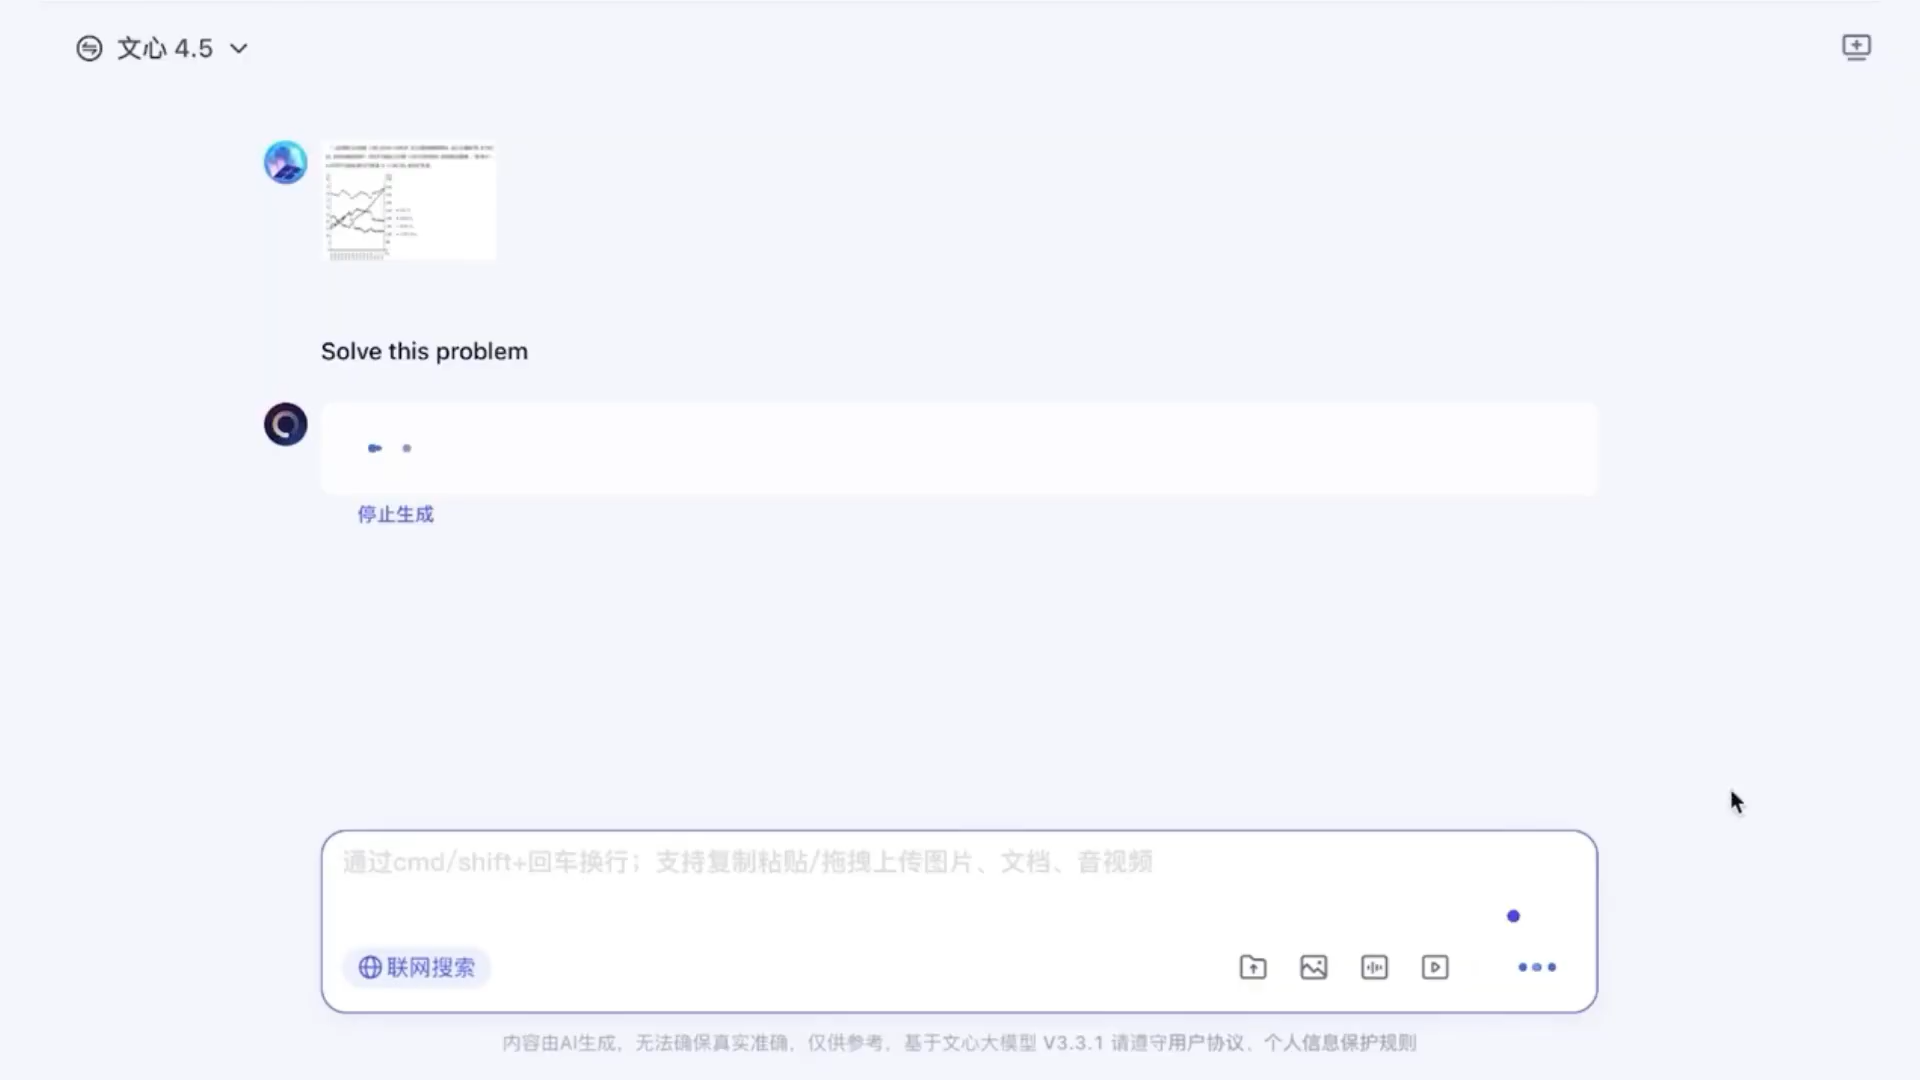 文心 4.5
Solve this problem
停止生成
通过cmd/shift+回车换行；支持复制粘贴/拖拽上传图片、文档、音视频
联网搜索
内容由AI生成，无法确保真实准确，仅供参考，基于文心大模型 V3.3.1 请遵守用户协议、个人信息保护规则